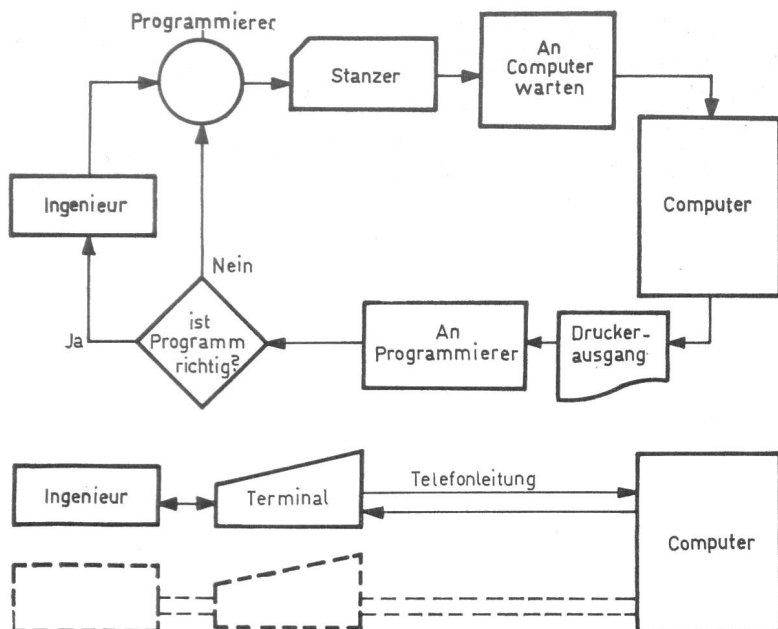 Programmierer
Stanzer
An
Computer
warten
Ingenieur
Computer
Nein
Ja
ist
Programm
richtig?
An
Programmierer
Drucker-
ausgang
Ingenieur
Terminal
Telefonleitung
Computer